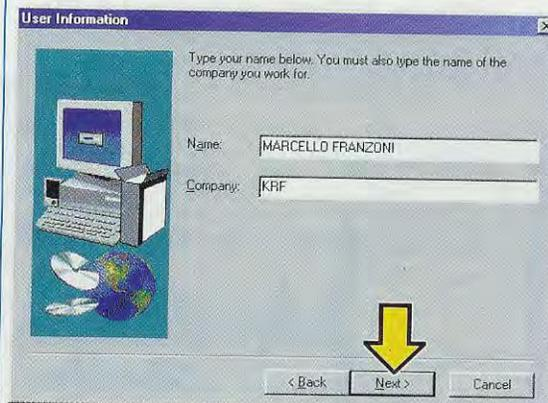 User Information
Type your name below. You must also type the name of the
company you work for.
Name: MARCELLO FRANZONI
Company: KRF
< Back Next > Cancel